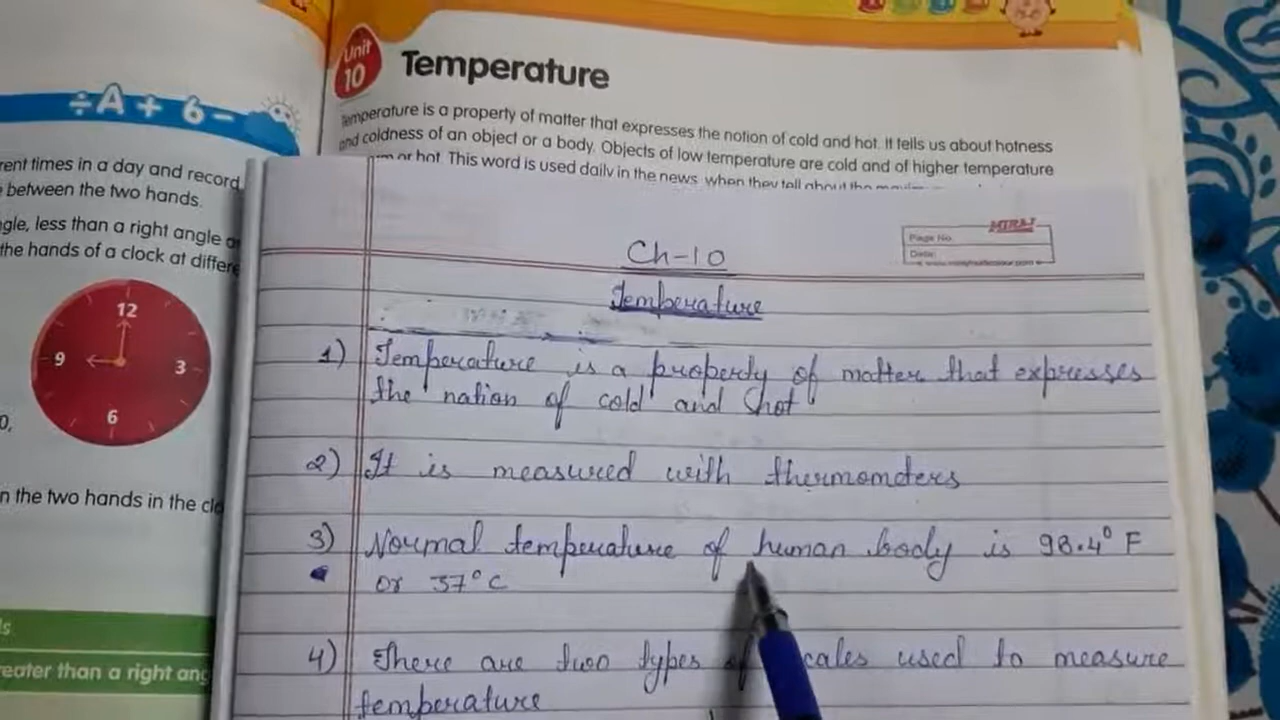 ÷A + 6 -
rent times in a day and record
between the two hands.
gle, less than a right angle
the hands of a clock at differe
12
9
3
6
0,
n the two hands in the clo
s
eater than a right ang
Unit
10
Temperature
Temperature is a property of matter that expresses the notion of cold and hot. It tells us about hotness
and coldness of an object or a body. Objects of low temperature are cold and of higher temperature
or hot. This word is used daily in the news, when they tell about the
MIRAJ
Page No.
Date:
Ch-10
Temperature
1) Temperature is a property of matter that expresses
the nation of cold and hot
2) It is measured with thermometers
3) Normal temperature of human body is 98.4° F
or 37°C
4) There are two types of cales used to measure
temperature